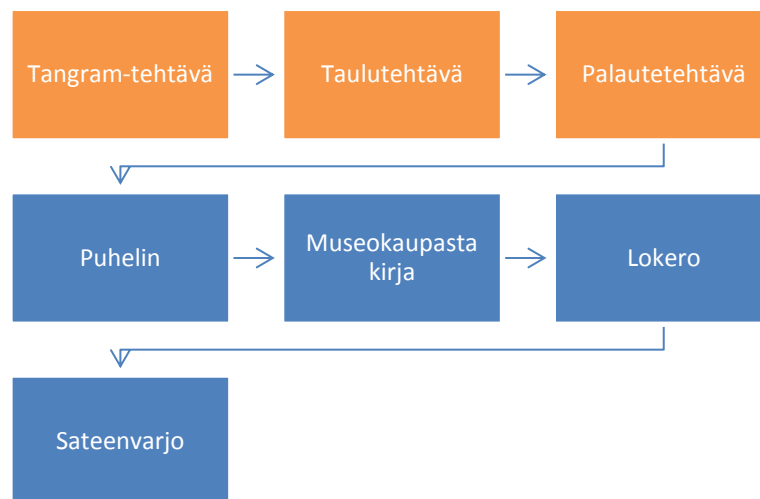 Tangram-tehtävä
Taulutehtävä
Palautetehtävä
Puhelin
Museokaupasta
kirja
Lokero
Sateenvarjo